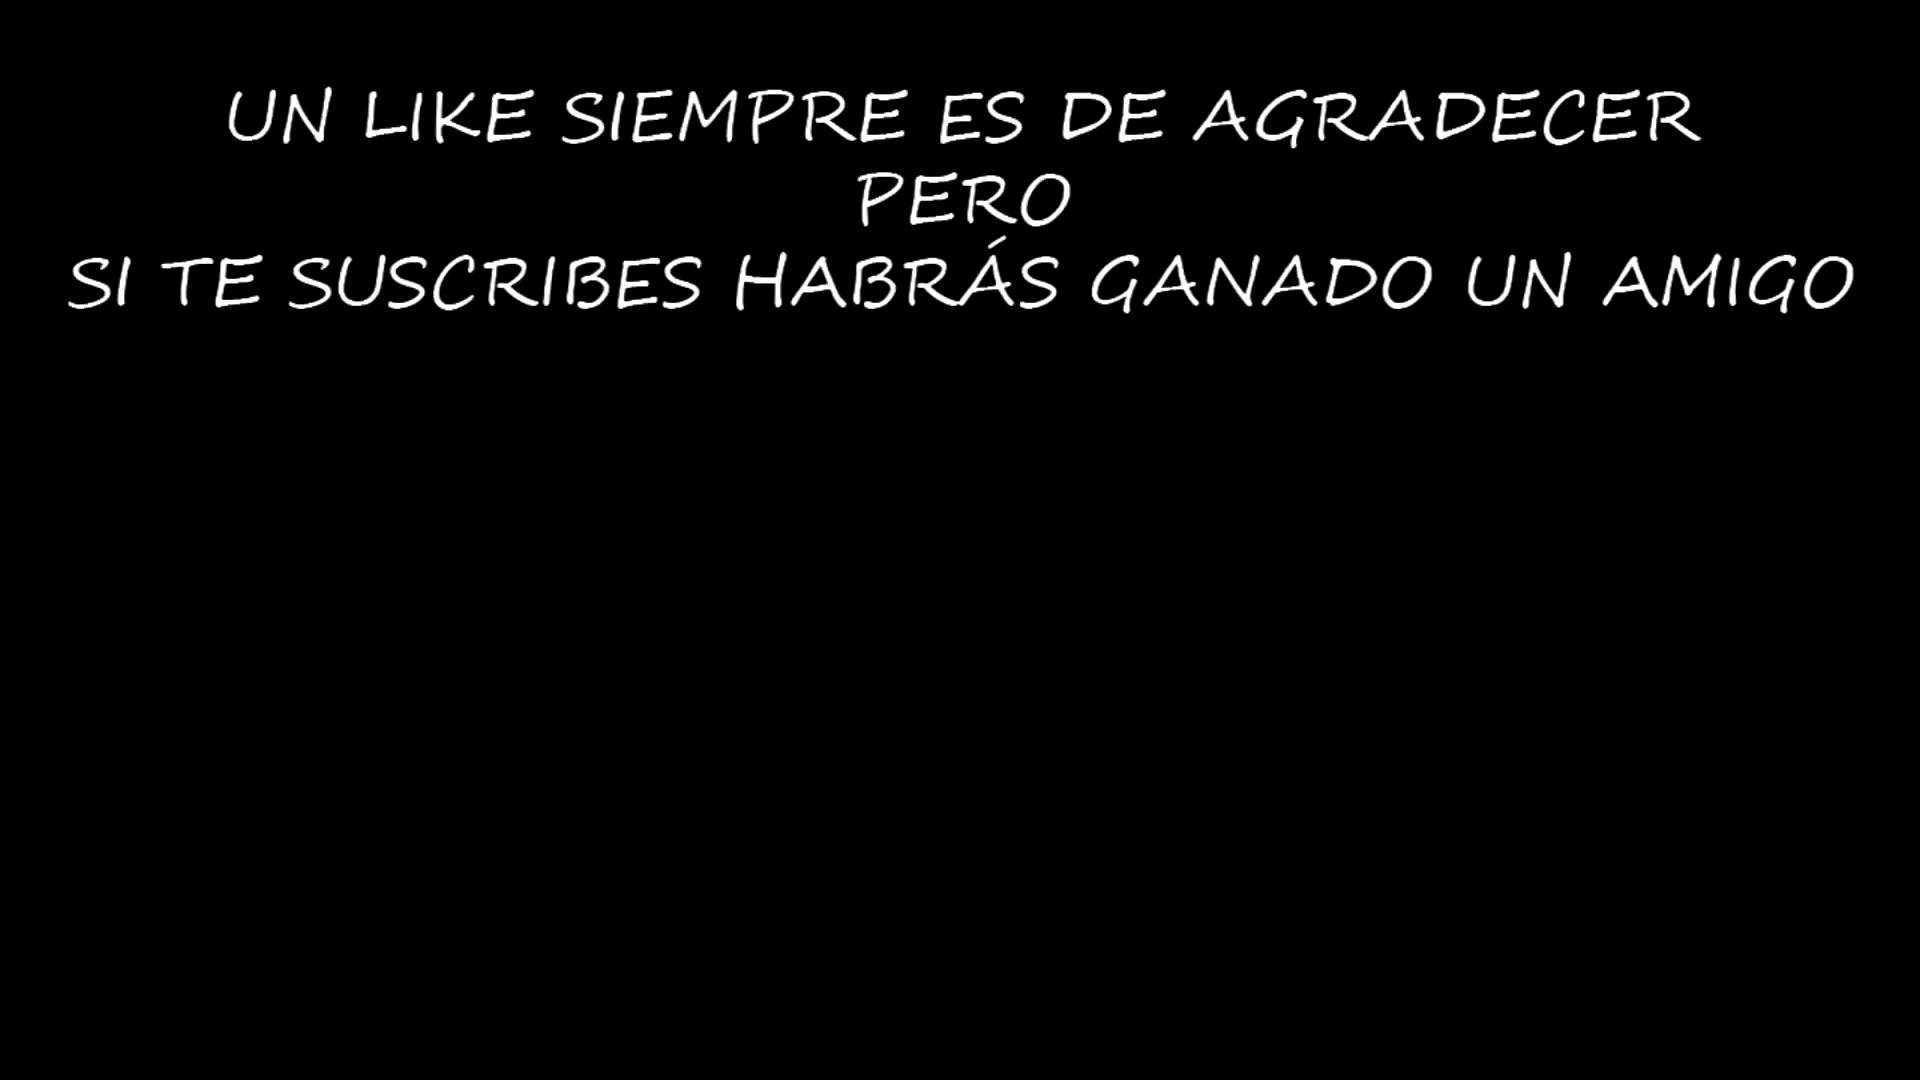 UN LIKE SIEMPRE ES DE AGRADECER
PERO
SI TE SUSCRIBES HABRÁS GANADO UN AMIGO